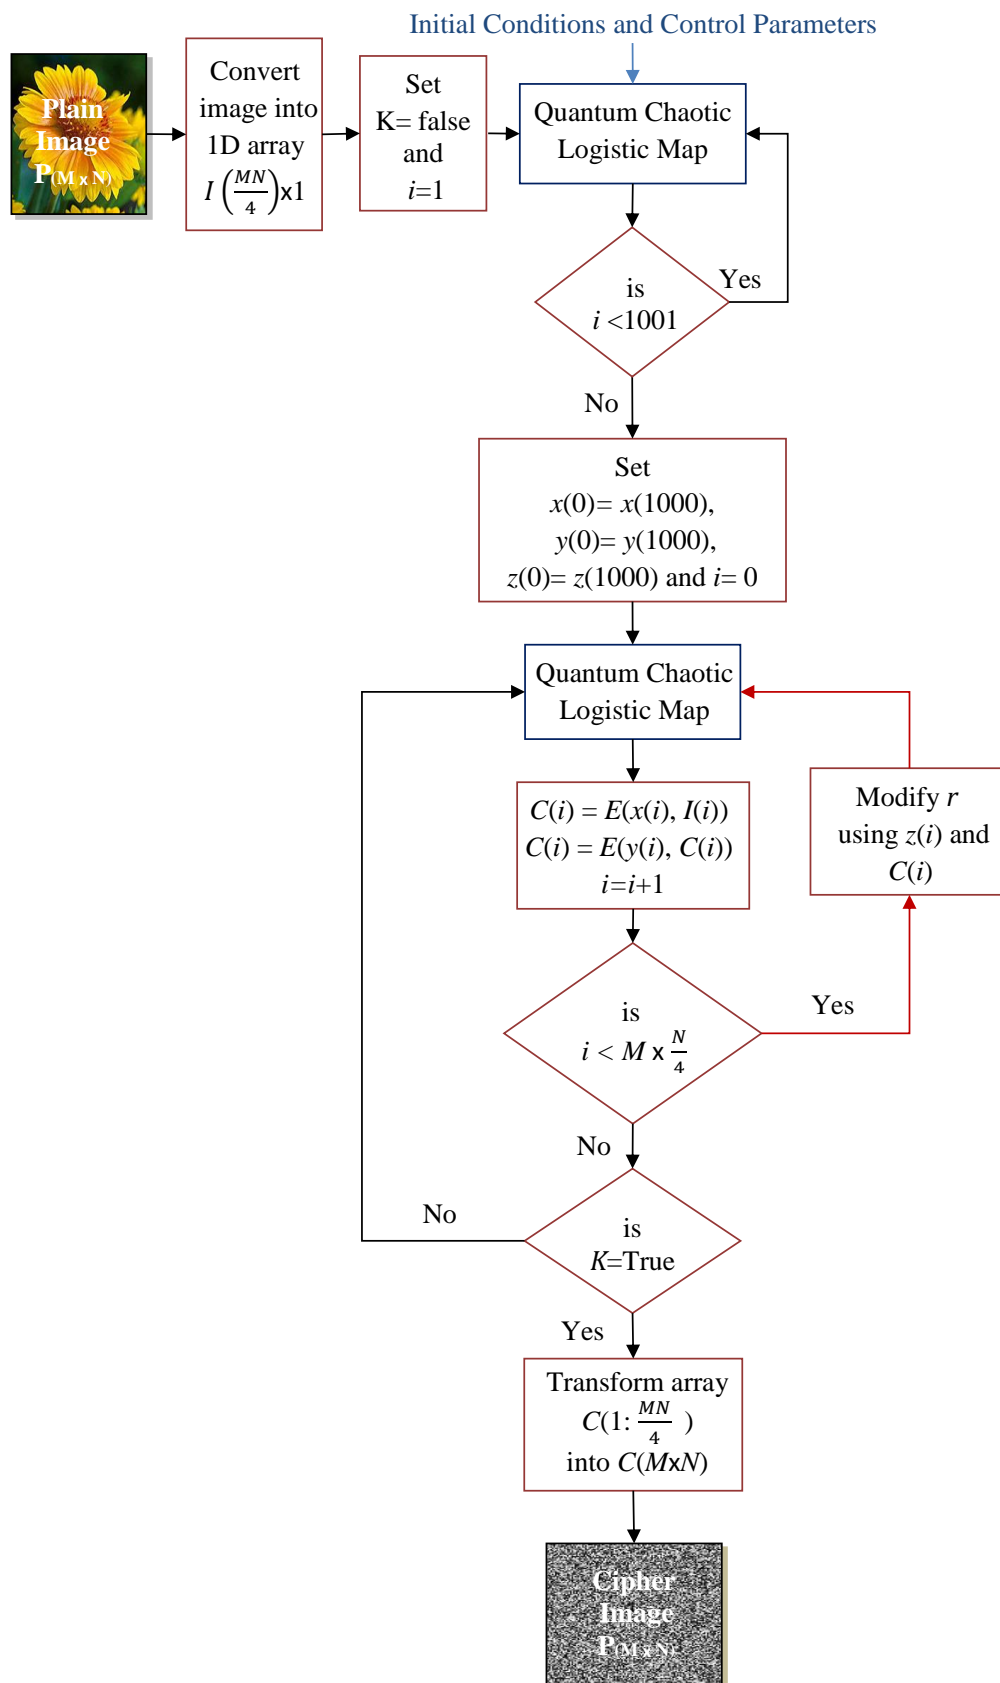 Initial Conditions and Control Parameters
Plain
Image
P(M x N)
Convert
image into
1D array
I (MN/4)x1
Set
K= false
and
i=1
Quantum Chaotic
Logistic Map
is
i <1001
Yes
No
Set
x(0)= x(1000),
y(0)= y(1000),
z(0)= z(1000) and i= 0
Quantum Chaotic
Logistic Map
C(i) = E(x(i), I(i))
C(i) = E(y(i), C(i))
i=i+1
Modify r
using z(i) and
C(i)
is
i < M x N/4
Yes
No
is
K=True
No
Yes
Transform array
C(1: MN/4 )
into C(MxN)
Cipher
Image
P(M x N)